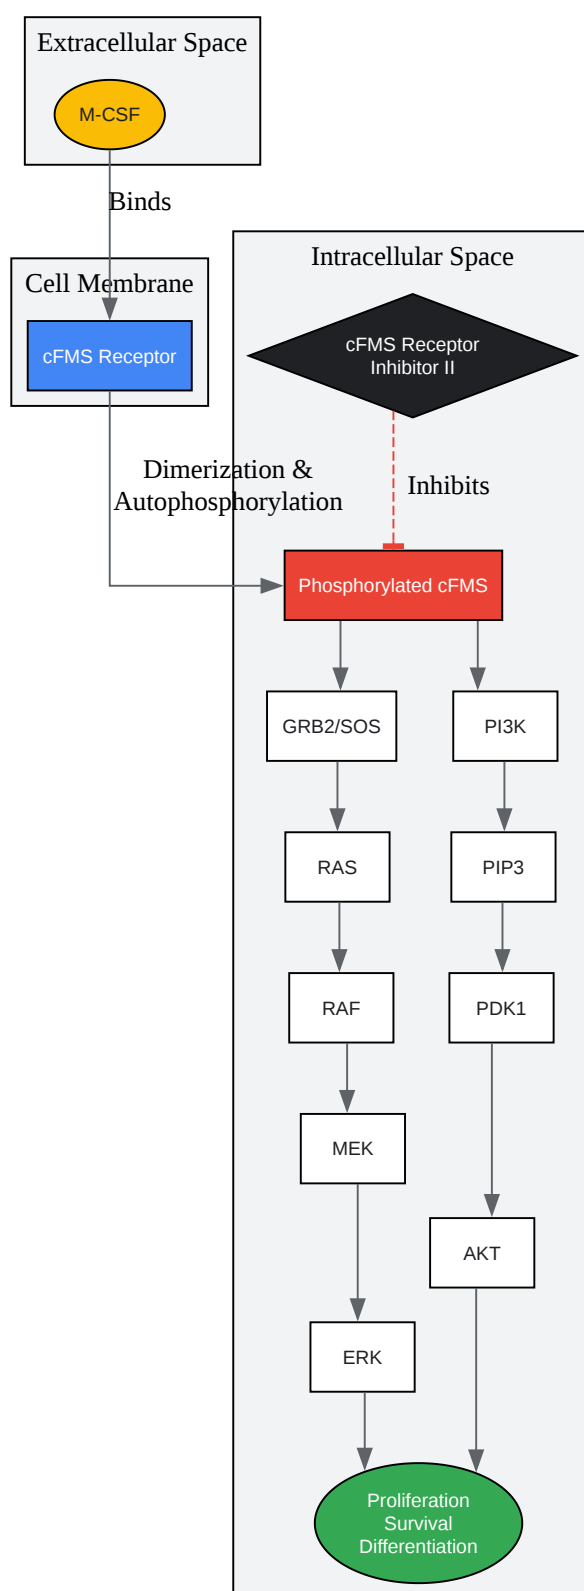 Extracellular Space
M-CSF
Binds
Cell Membrane
cFMS Receptor
Intracellular Space
cFMS Receptor
Inhibitor II
Dimerization &
Autophosphorylation
Inhibits
Phosphorylated cFMS
GRB2/SOS
PI3K
RAS
PIP3
RAF
PDK1
MEK
AKT
ERK
Proliferation
Survival
Differentiation